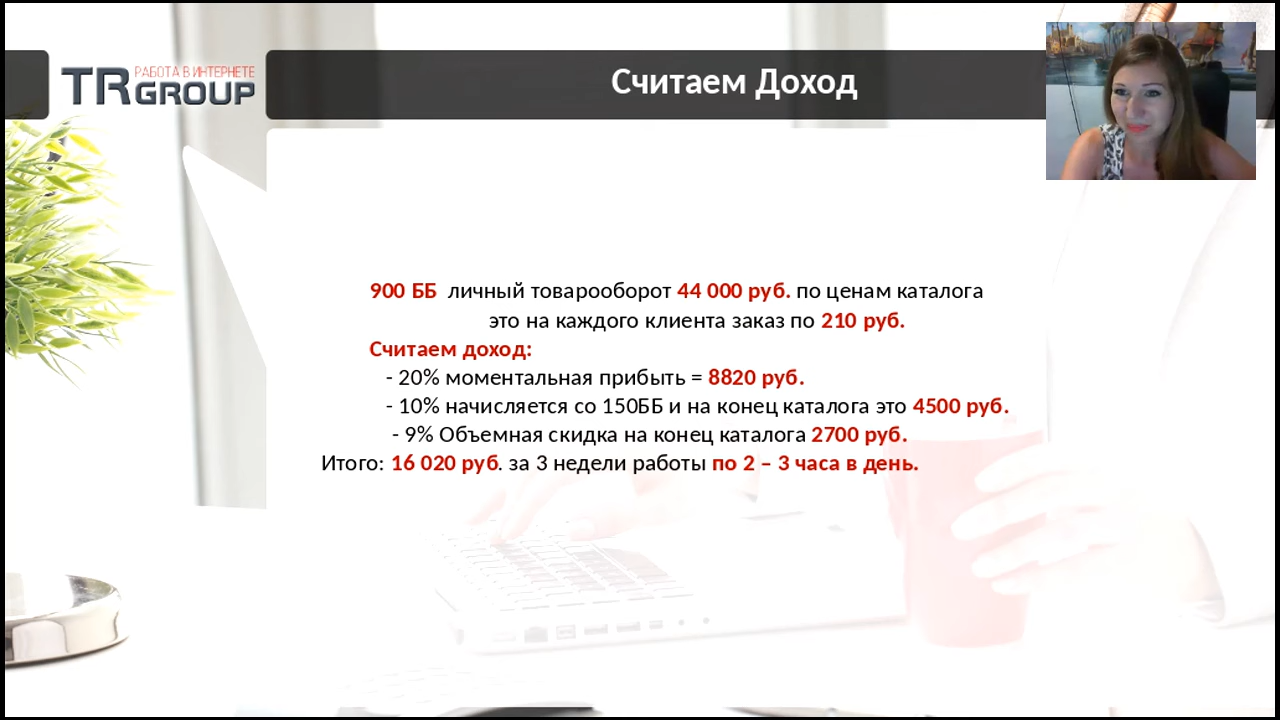 TR GROUP
РАБОТА В ИНТЕРНЕТЕ
Считаем Доход
900 ББ личный товарооборот 44 000 руб. по ценам каталога
это на каждого клиента заказ по 210 руб.
Считаем доход:
- 20% моментальная прибыть = 8820 руб.
- 10% начисляется со 150ББ и на конец каталога это 4500 руб.
- 9% Объемная скидка на конец каталога 2700 руб.
Итого: 16 020 руб. за 3 недели работы по 2 – 3 часа в день.